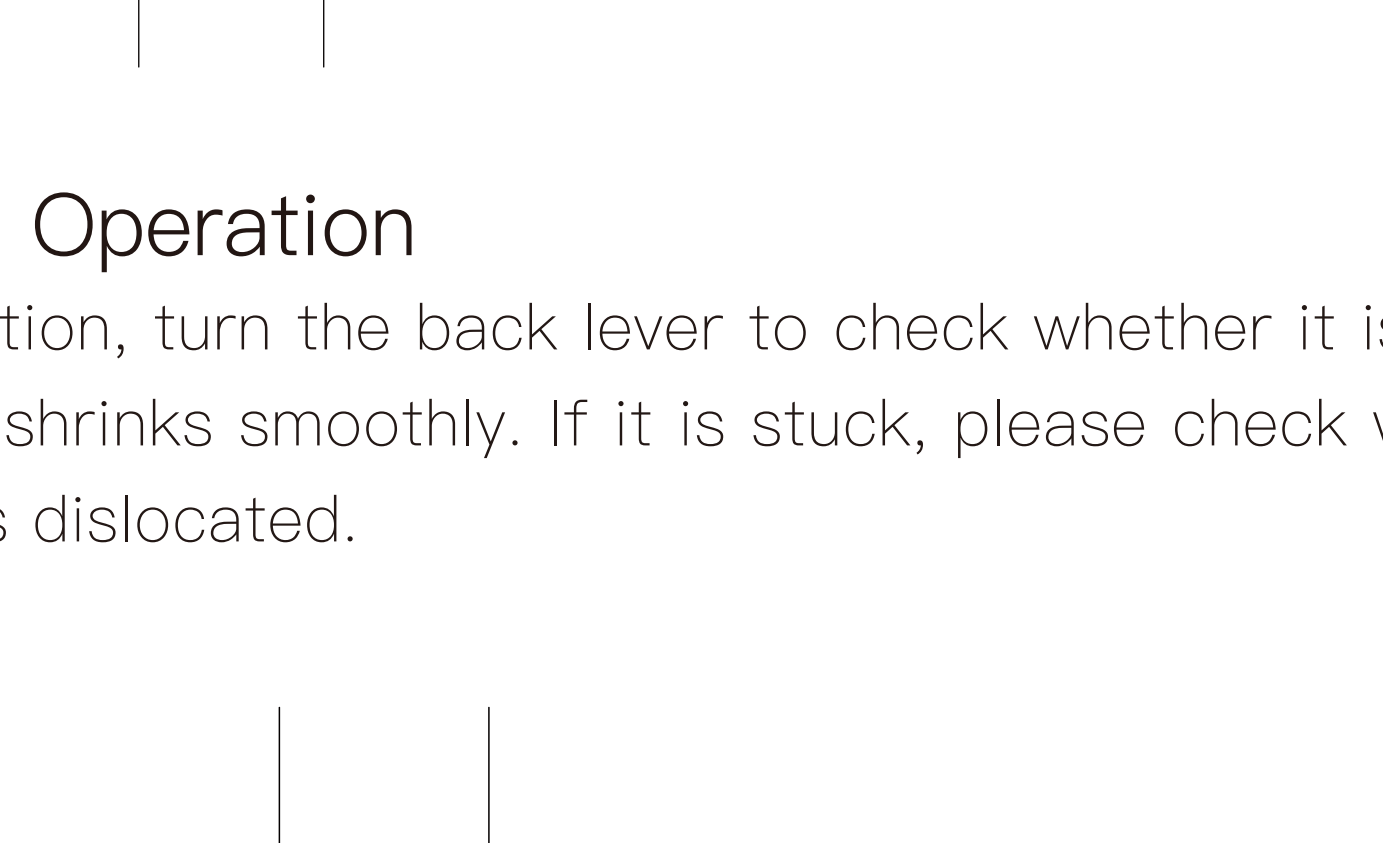 Operation
tion, turn the back lever to check whether it is
shrinks smoothly. If it is stuck, please check
s dislocated.